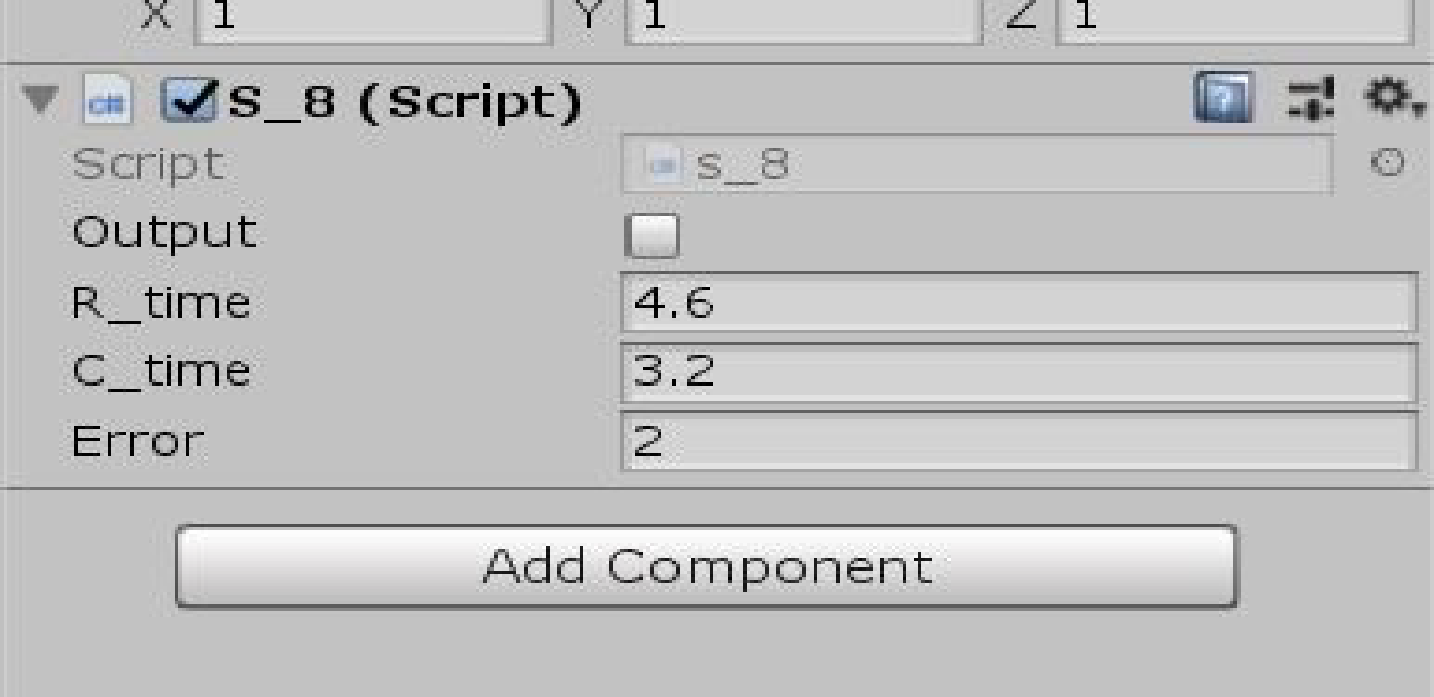 X 1 Y 1 Z 1
S_8 (Script)
Script s_8
Output
R_time 4.6
C_time 3.2
Error 2
Add Component